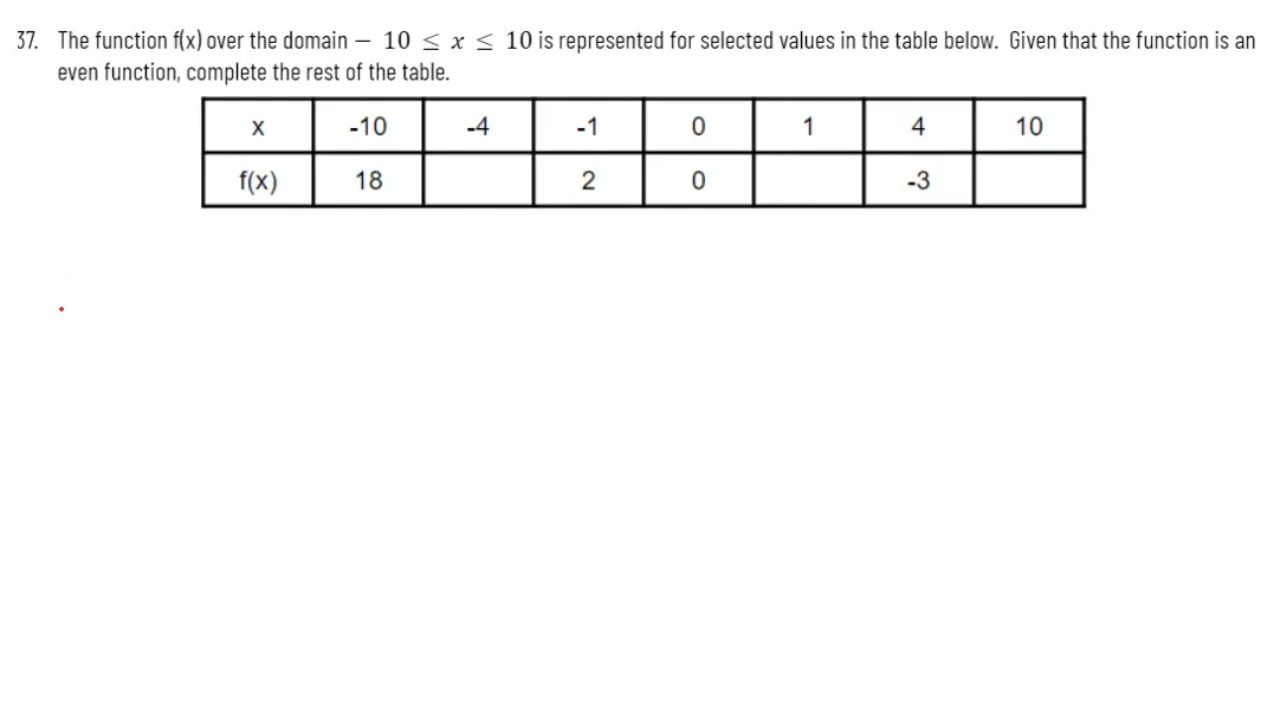 37. The function f(x) over the domain − 10 ≤ x ≤ 10 is represented for selected values in the table below. Given that the function is an
even function, complete the rest of the table.
x -10 -4 -1 0 1 4 10
f(x) 18 2 0 -3